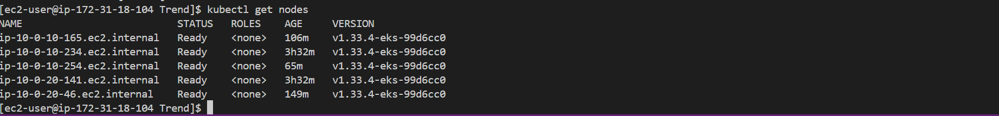 [ec2-user@ip-172-31-18-104 Trend]$ kubectl get nodes
NAME STATUS ROLES AGE VERSION
ip-10-0-10-165.ec2.internal Ready <none> 106m v1.33.4-eks-99d6cc0
ip-10-0-10-234.ec2.internal Ready <none> 3h32m v1.33.4-eks-99d6cc0
ip-10-0-10-254.ec2.internal Ready <none> 65m v1.33.4-eks-99d6cc0
ip-10-0-20-141.ec2.internal Ready <none> 3h32m v1.33.4-eks-99d6cc0
ip-10-0-20-46.ec2.internal Ready <none> 149m v1.33.4-eks-99d6cc0
[ec2-user@ip-172-31-18-104 Trend]$